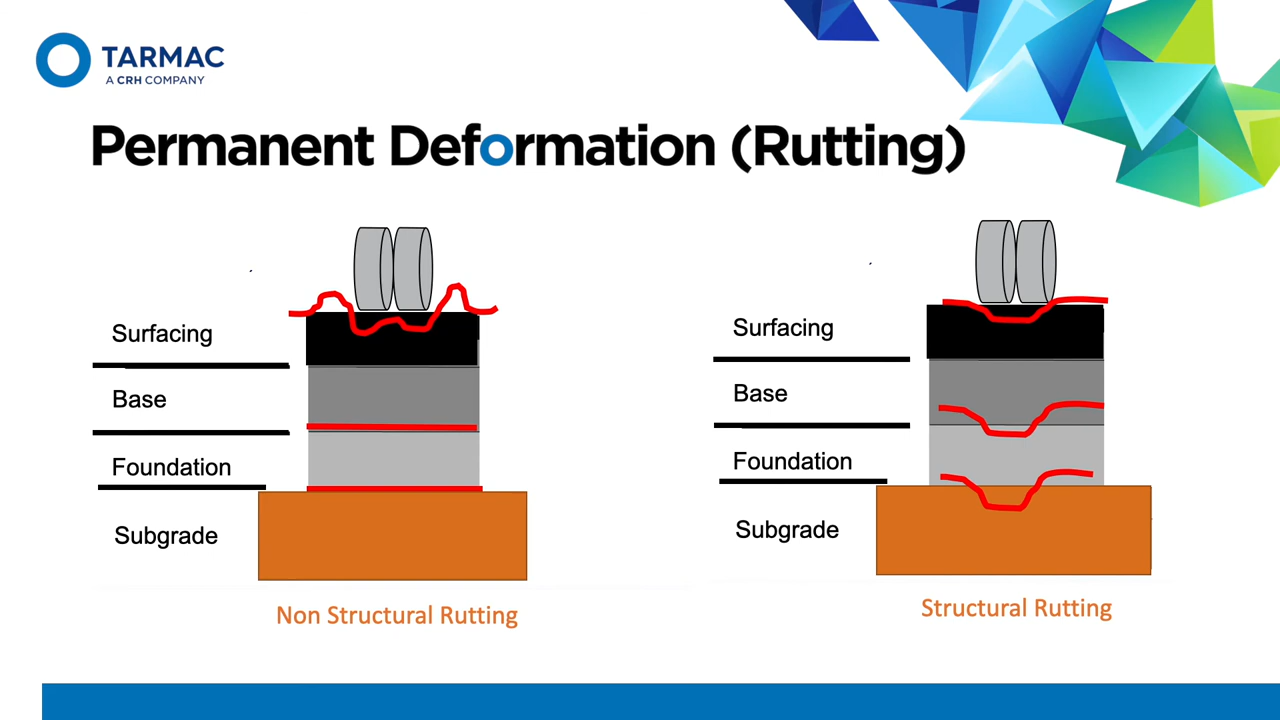 TARMAC
A CRH COMPANY
Permanent Deformation (Rutting)
Surfacing
Base
Foundation
Subgrade
Non Structural Rutting
Surfacing
Base
Foundation
Subgrade
Structural Rutting